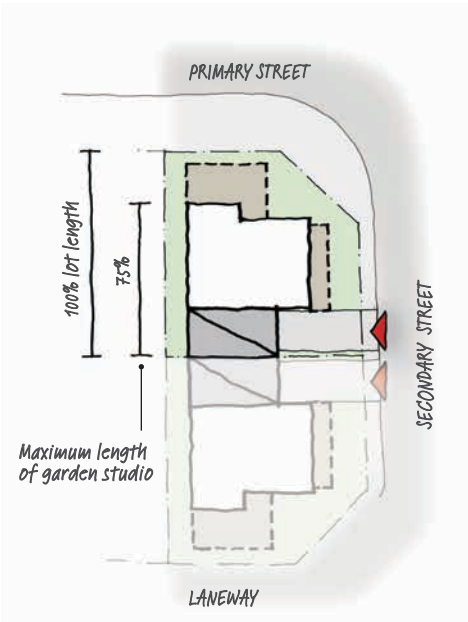 PRIMARY STREET
100% lot length
75%
SECONDARY STREET
Maximum length
of garden studio
LANEWAY